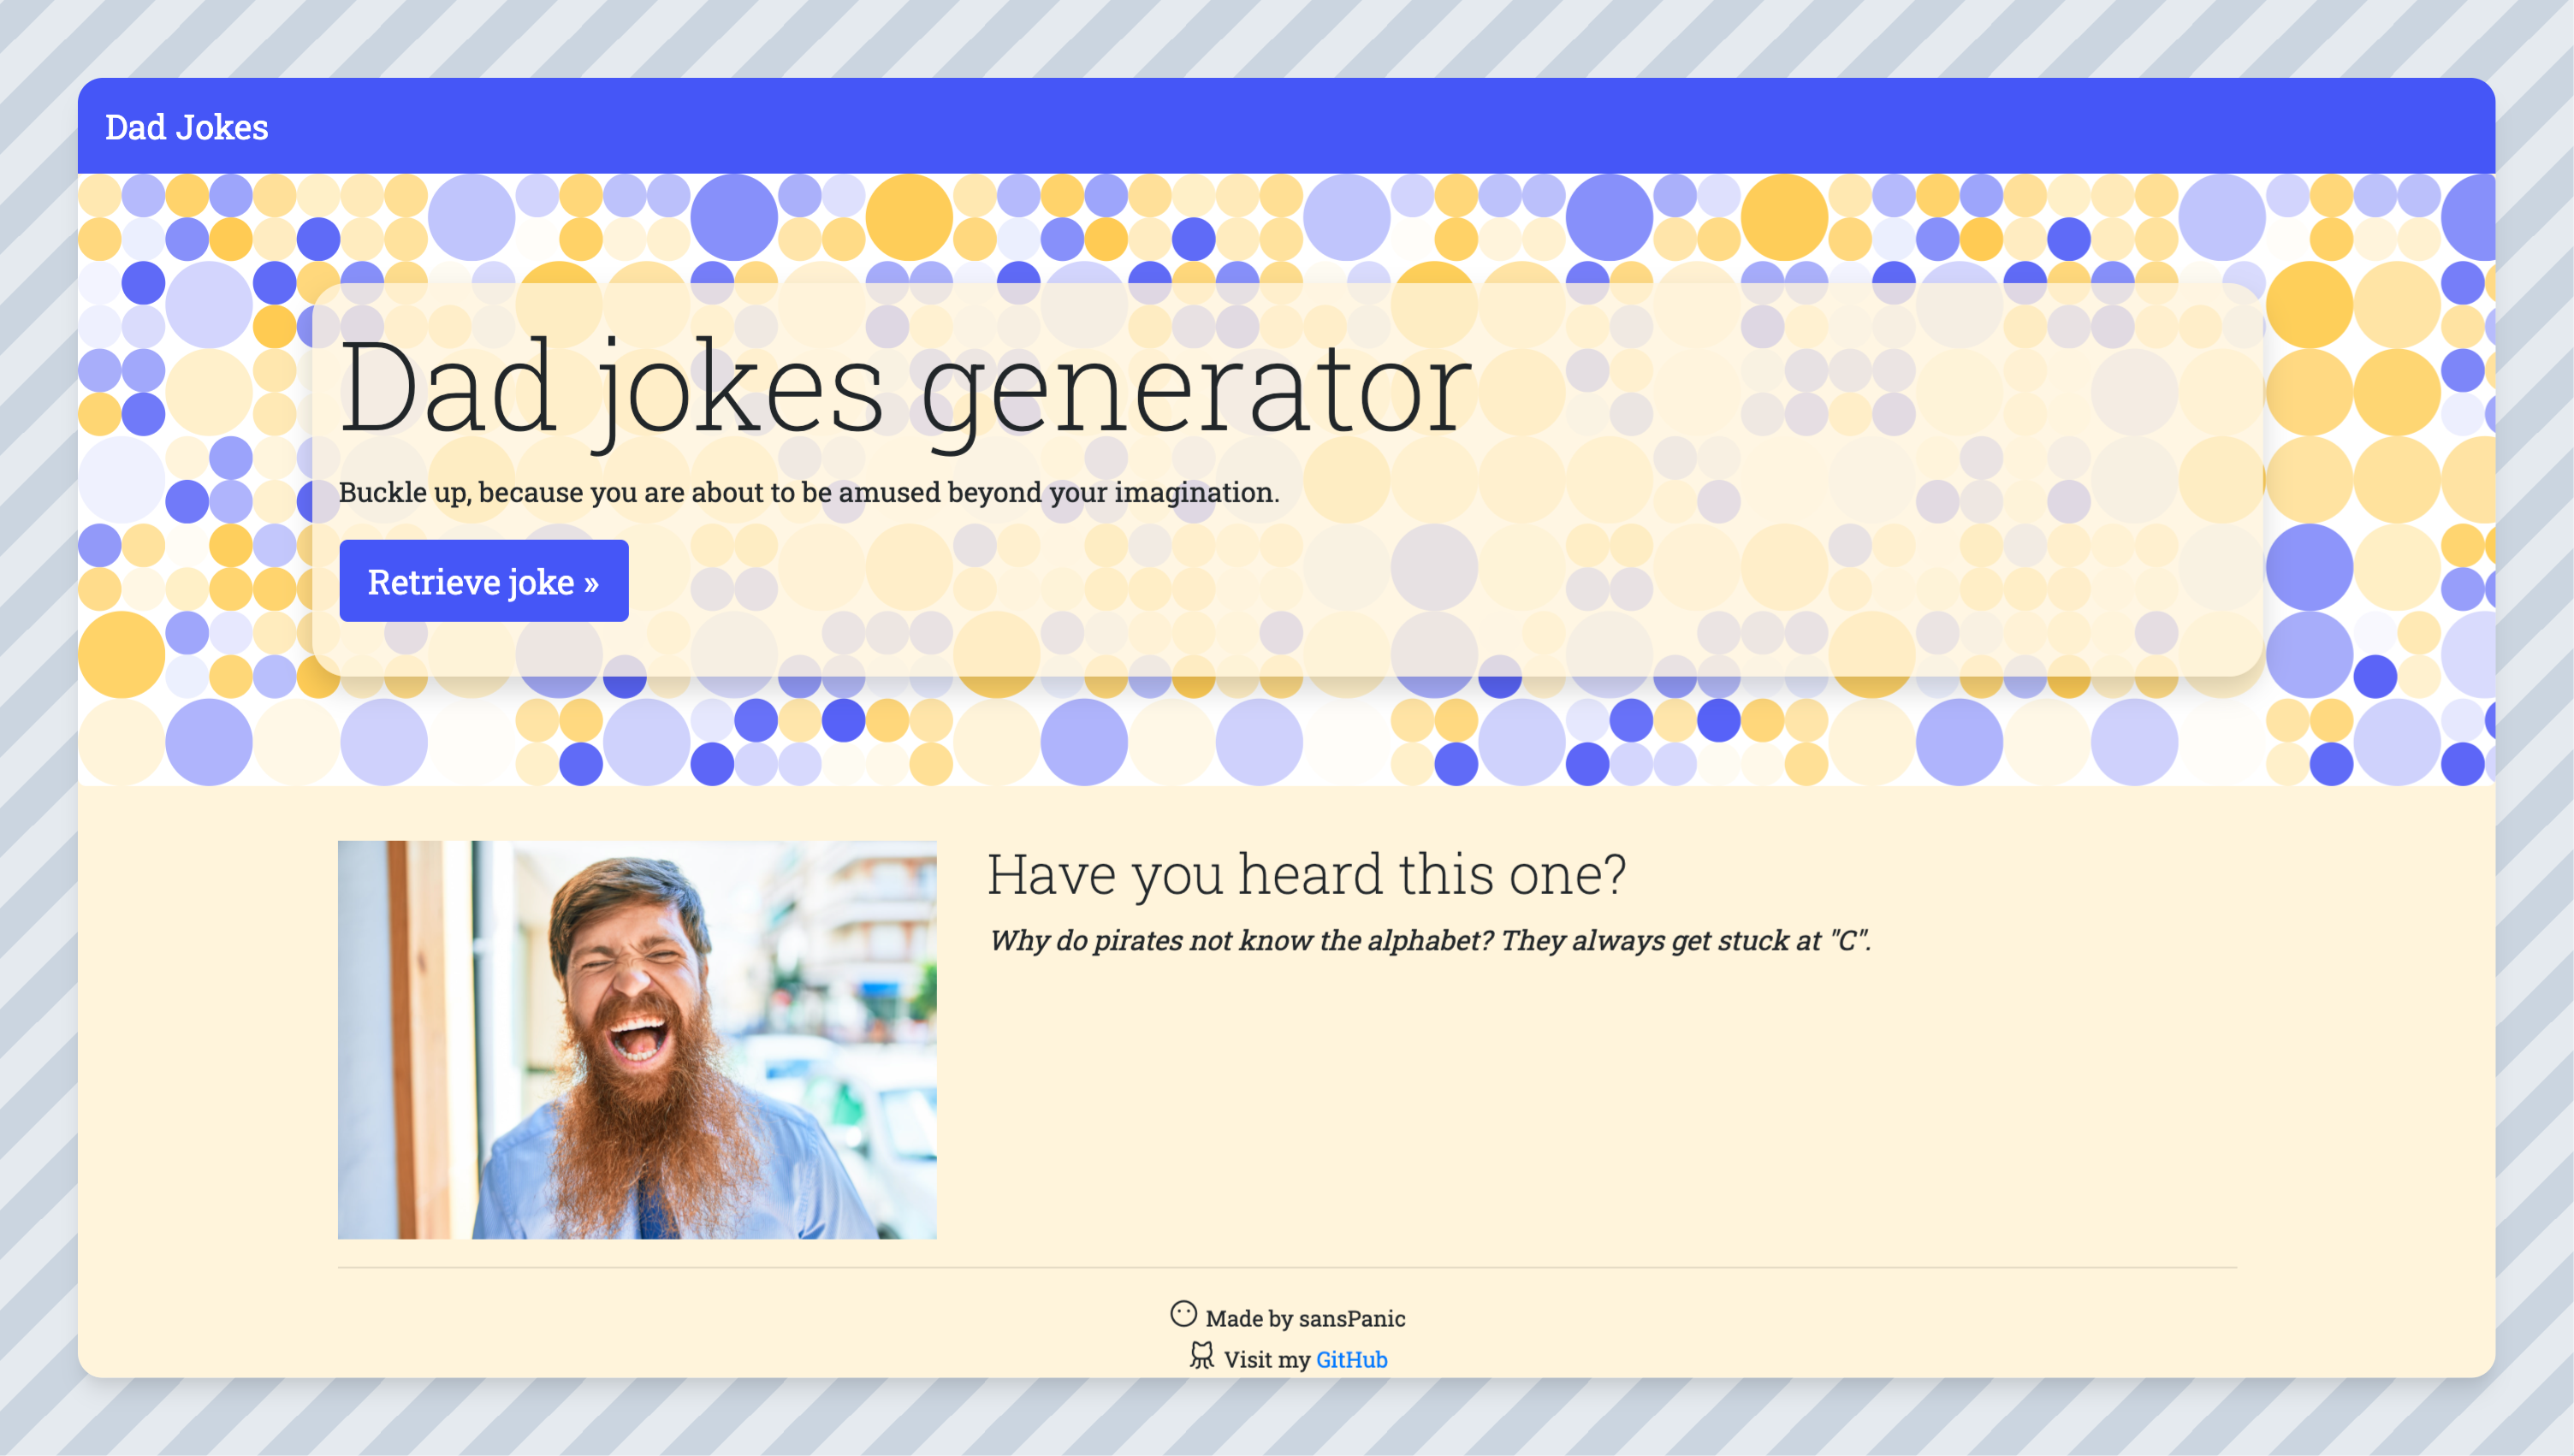 Dad Jokes
Dad jokes generator
Buckle up, because you are about to be amused beyond your imagination.
Retrieve joke »
Have you heard this one?
Why do pirates not know the alphabet? They always get stuck at "C".
Made by sansPanic
Visit my GitHub